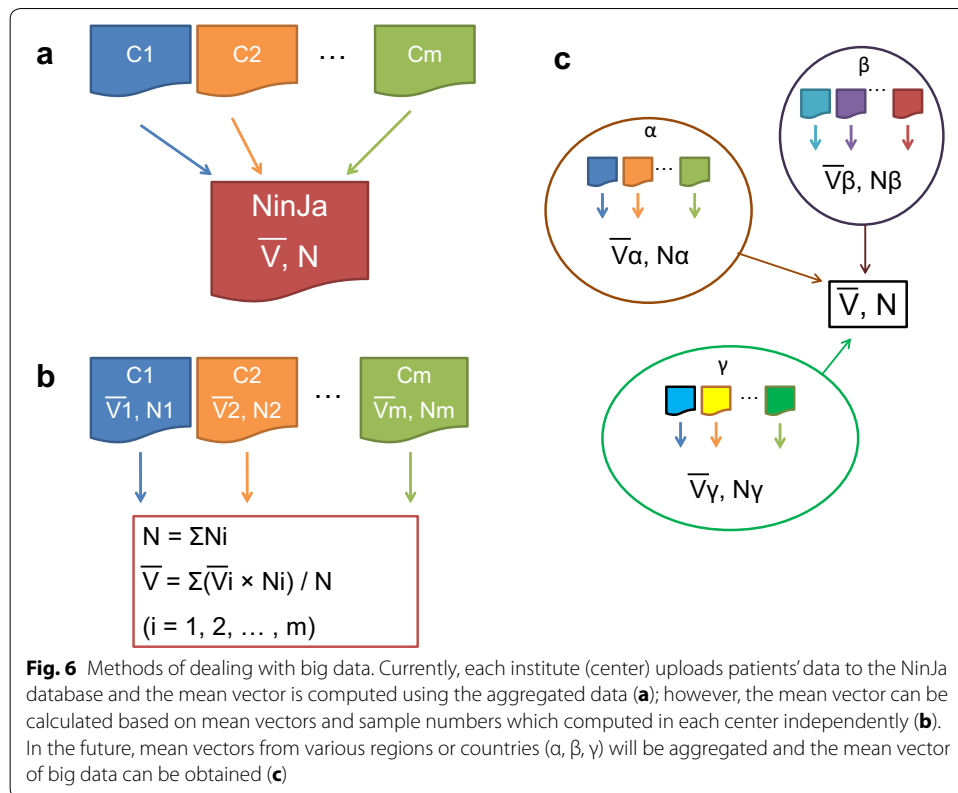 a
C1 C2 … Cm
NinJa
V̅, N
b
C1 C2 … Cm
V̅1, N1 V̅2, N2 V̅m, Nm
N = ΣNi
V̅ = Σ(V̅i × Ni) / N
(i = 1, 2, … , m)
c
α
…
V̅α, Nα
β
…
V̅β, Nβ
V̅, N
γ
…
V̅γ, Nγ
Fig. 6 Methods of dealing with big data. Currently, each institute (center) uploads patients’ data to the NinJa
database and the mean vector is computed using the aggregated data (a); however, the mean vector can be
calculated based on mean vectors and sample numbers which computed in each center independently (b).
In the future, mean vectors from various regions or countries (α, β, γ) will be aggregated and the mean vector
of big data can be obtained (c)